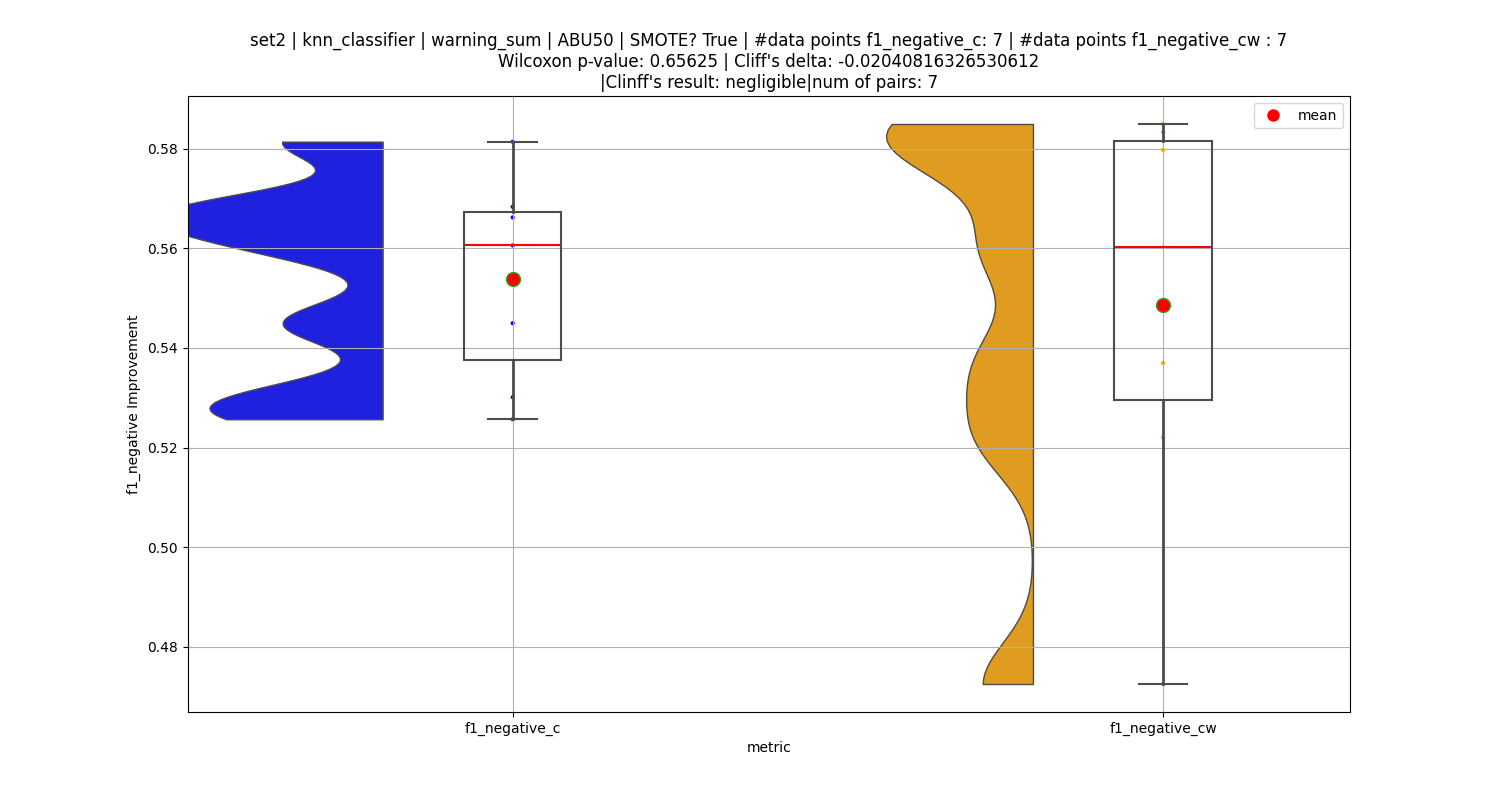 set2 | knn_classifier | warning_sum | ABU50 | SMOTE? True | #data points f1_negative_c: 7 | #data points f1_negative_cw : 7
Wilcoxon p-value: 0.65625 | Cliff's delta: -0.02040816326530612
|Clinff's result: negligible|num of pairs: 7
mean
0.58
0.56
0.54
0.52
0.50
0.48
f1_negative Improvement
f1_negative_c
f1_negative_cw
metric